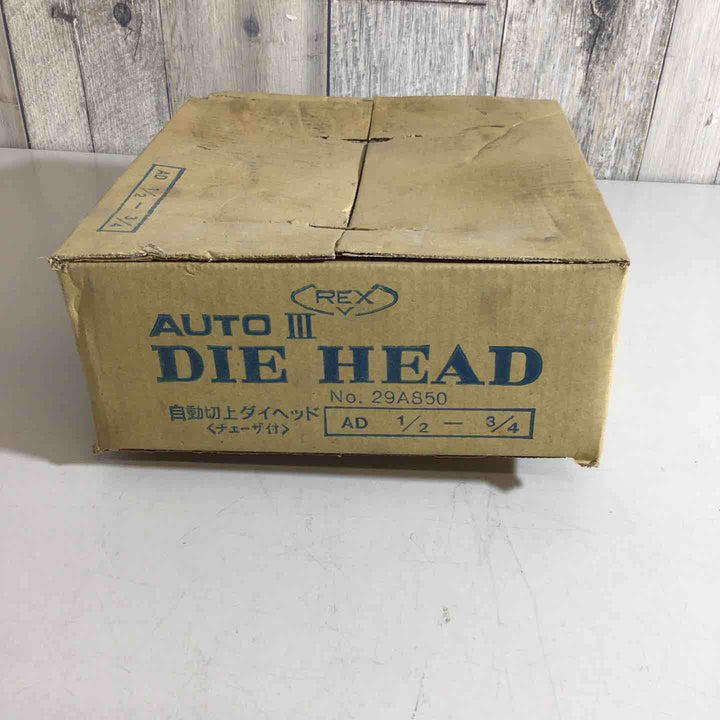 AD 1/2 - 3/4
REX
AUTO III
DIE HEAD
No. 29A850
自動切上ダイヘッド
<チェーザ付>
AD 1/2 - 3/4